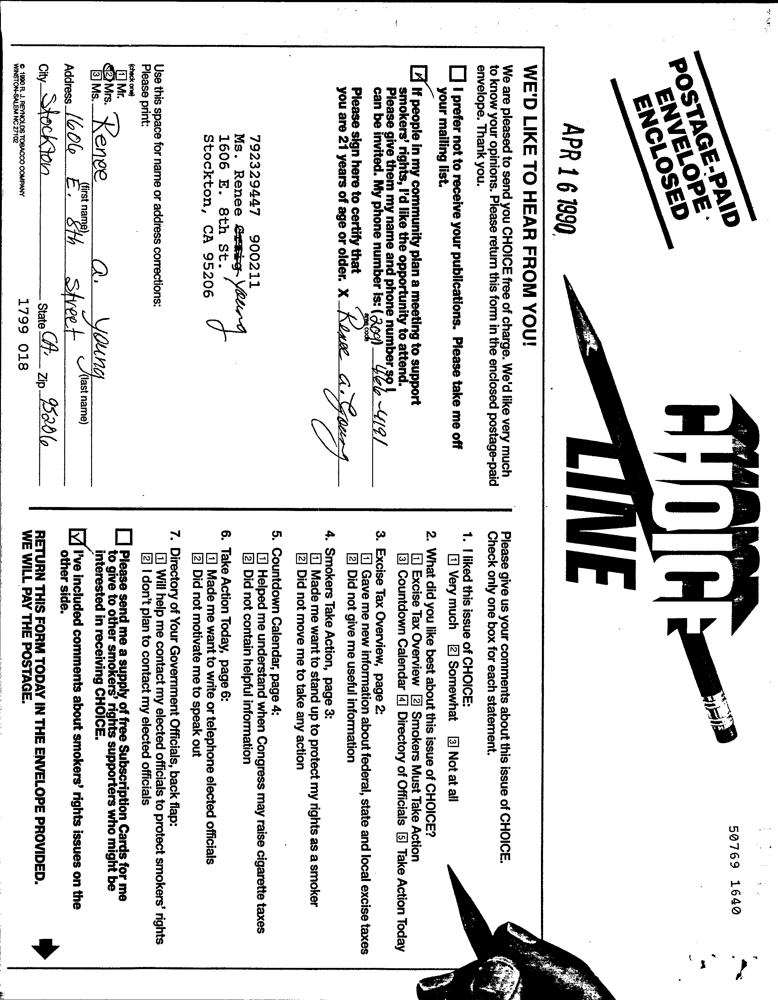 POSTAGE-PAID
ENVELOPE
ENCLOSED
CHOICE
LINE
50769 1640
APR 16 1990
WE'D LIKE TO HEAR FROM YOU!
We are pleased to send you CHOICE free of charge. We'd like very much
to know your opinions. Please return this form in the enclosed postage-paid
envelope. Thank you.
I prefer not to receive your publications. Please take me off
your mailing list.
If people in my community plan a meeting to support
smokers' rights, I'd like the opportunity to attend.
Please give them my name and phone number so I
can be invited. My phone number is: (209) 466-4191
area code
Please sign here to certify that
you are 21 years of age or older. X Renee A. Young
792329447 900211
Ms. Renee Young
1606 E. 8th St.
Stockton, CA 95206
Use this space for name or address corrections:
Please print:
(check one)
1 Mr.
2 Mrs.
3 Ms. Renee A. Young
(first name) (last name)
Address 1606 E. 8th Street
City Stockton State CA. Zip 95206
© 1990 R. J. REYNOLDS TOBACCO COMPANY
WINSTON-SALEM NC 27102
1799 018
Please give us your comments about this issue of CHOICE.
Check only one box for each statement.
1. I liked this issue of CHOICE:
1 Very much 2 Somewhat 3 Not at all
2. What did you like best about this issue of CHOICE?
1 Excise Tax Overview 2 Smokers Must Take Action
3 Countdown Calendar 4 Directory of Officials 5 Take Action Today
3. Excise Tax Overview, page 2:
1 Gave me new information about federal, state and local excise taxes
2 Did not give me useful information
4. Smokers Take Action, page 3:
1 Made me want to stand up to protect my rights as a smoker
2 Did not move me to take any action
5. Countdown Calendar, page 4:
1 Helped me understand when Congress may raise cigarette taxes
2 Did not contain helpful information
6. Take Action Today, page 6:
1 Made me want to write or telephone elected officials
2 Did not motivate me to speak out
7. Directory of Your Government Officials, back flap:
1 Will help me contact my elected officials to protect smokers' rights
2 I don't plan to contact my elected officials
Please send me a supply of free Subscription Cards for me
to give to other smokers' rights supporters who might be
interested in receiving CHOICE.
I've included comments about smokers' rights issues on the
other side.
RETURN THIS FORM TODAY IN THE ENVELOPE PROVIDED.
WE WILL PAY THE POSTAGE.